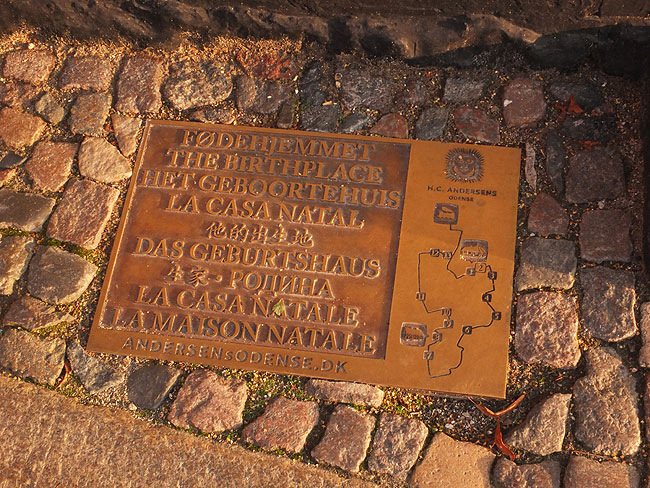 FØDEHJEMMET
THE BIRTHPLACE
HET GEBOORTEHUIS
LA CASA NATAL
他的出生地
DAS GEBURTSHAUS
生家・РОДИНА
LA CASA NATALE
LA MAISON NATALE
ANDERSENSODENSE.DK
H.C. ANDERSENS
ODENSE